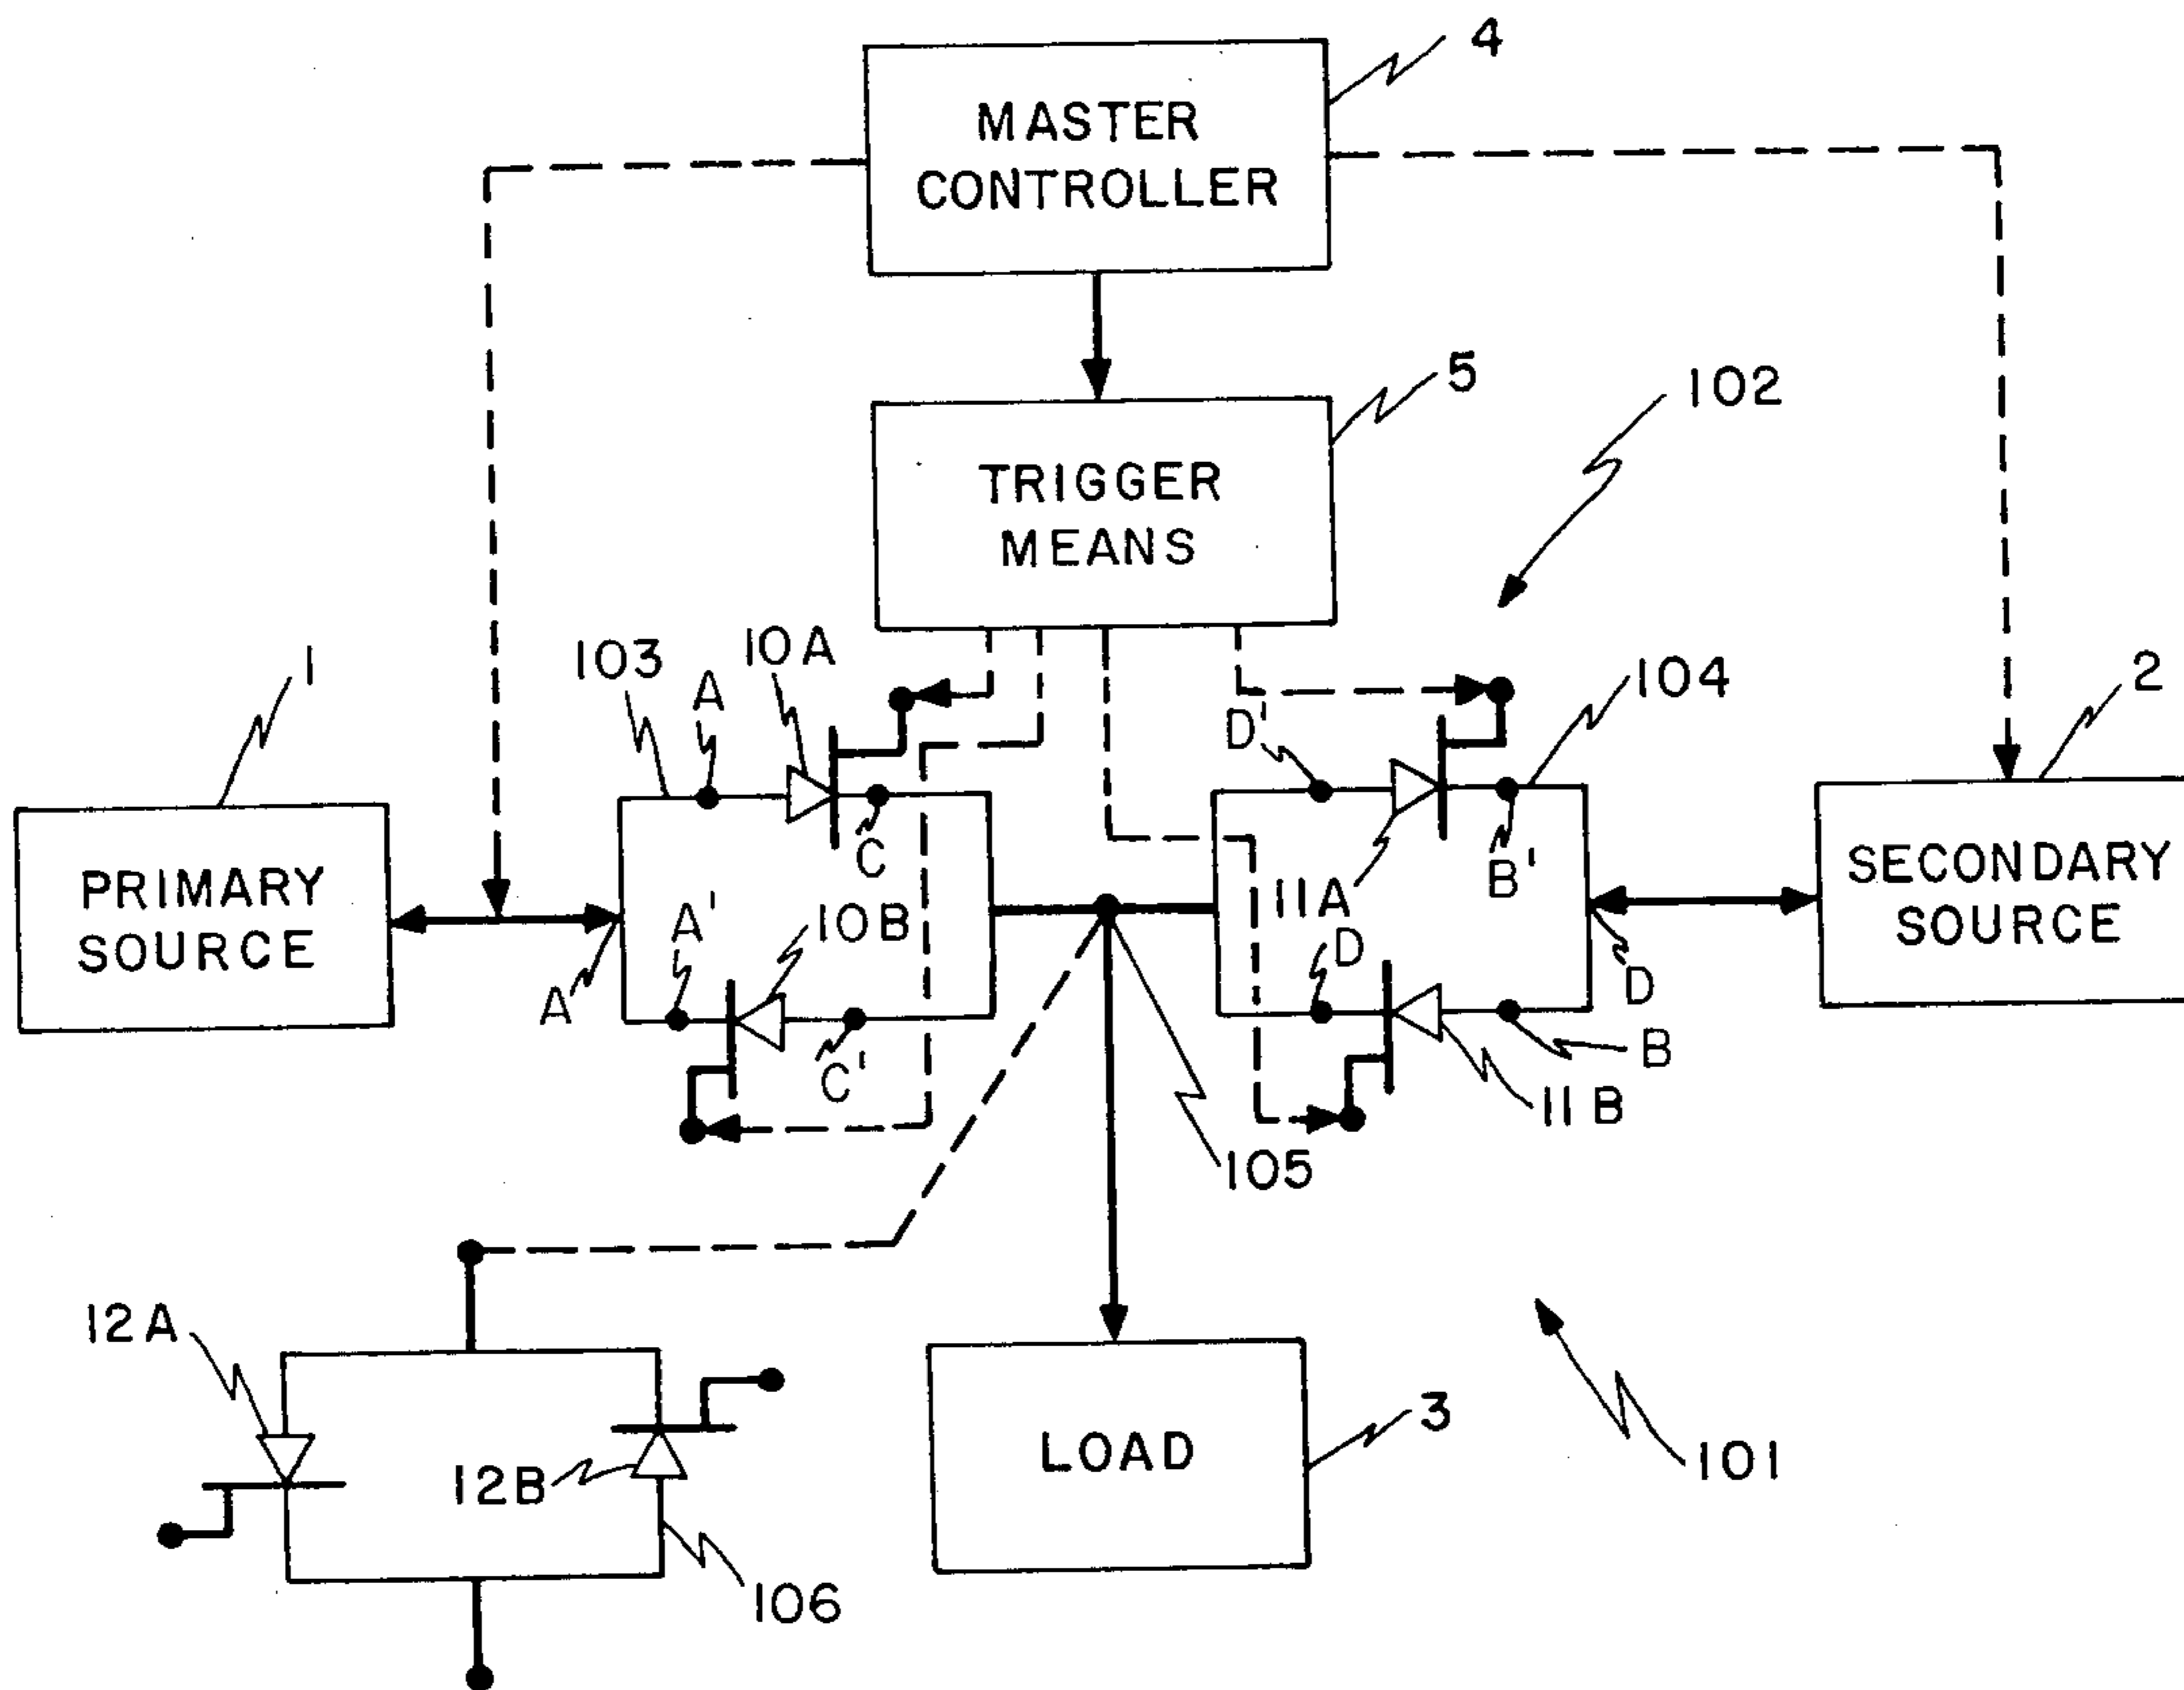 4
MASTER
CONTROLLER
5
102
TRIGGER
MEANS
1
103
A
10A
D'
104
2
PRIMARY
SOURCE
C
A'
10B
11A
B'
SECONDARY
SOURCE
A'
D
D
C'
B
11B
105
12A
12B
LOAD
3
101
106